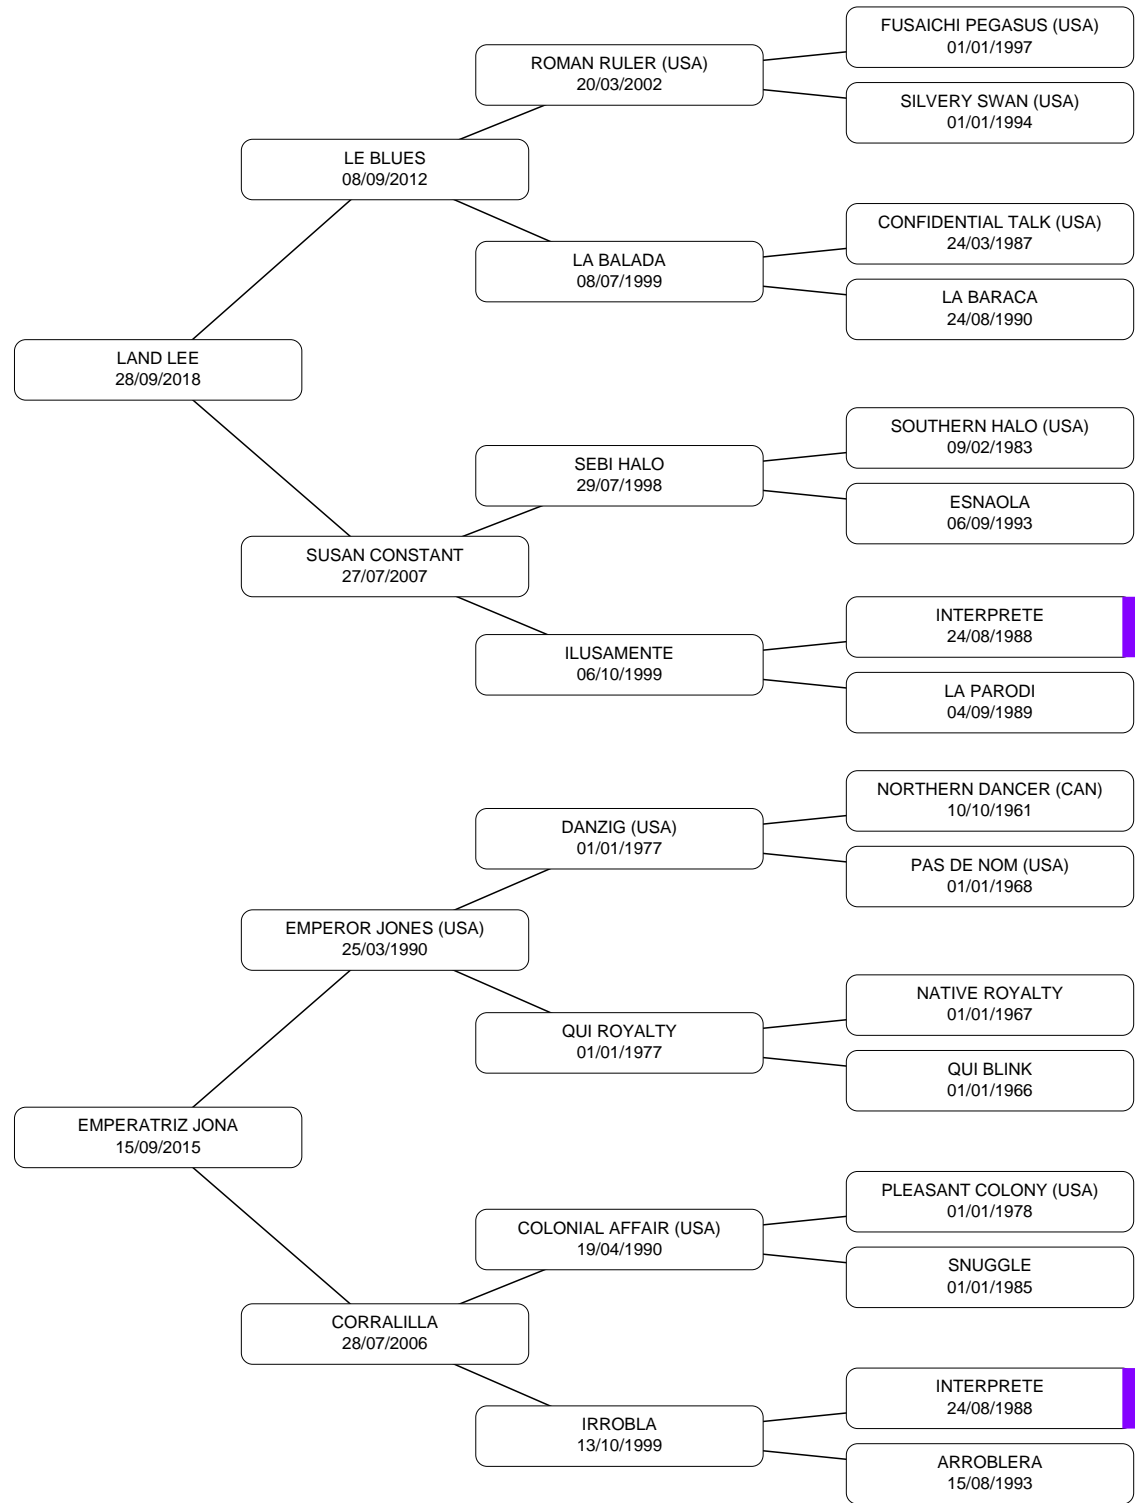 FUSAICHI PEGASUS (USA)
01/01/1997
ROMAN RULER (USA)
20/03/2002
SILVERY SWAN (USA)
01/01/1994
LE BLUES
08/09/2012
CONFIDENTIAL TALK (USA)
24/03/1987
LA BALADA
08/07/1999
LA BARACA
24/08/1990
LAND LEE
28/09/2018
SOUTHERN HALO (USA)
09/02/1983
SEBI HALO
29/07/1998
ESNAOLA
06/09/1993
SUSAN CONSTANT
27/07/2007
INTERPRETE
24/08/1988
ILUSAMENTE
06/10/1999
LA PARODI
04/09/1989
NORTHERN DANCER (CAN)
10/10/1961
DANZIG (USA)
01/01/1977
PAS DE NOM (USA)
01/01/1968
EMPEROR JONES (USA)
25/03/1990
NATIVE ROYALTY
01/01/1967
QUI ROYALTY
01/01/1977
QUI BLINK
01/01/1966
EMPERATRIZ JONA
15/09/2015
PLEASANT COLONY (USA)
01/01/1978
COLONIAL AFFAIR (USA)
19/04/1990
SNUGGLE
01/01/1985
CORRALILLA
28/07/2006
INTERPRETE
24/08/1988
IRROBLA
13/10/1999
ARROBLERA
15/08/1993